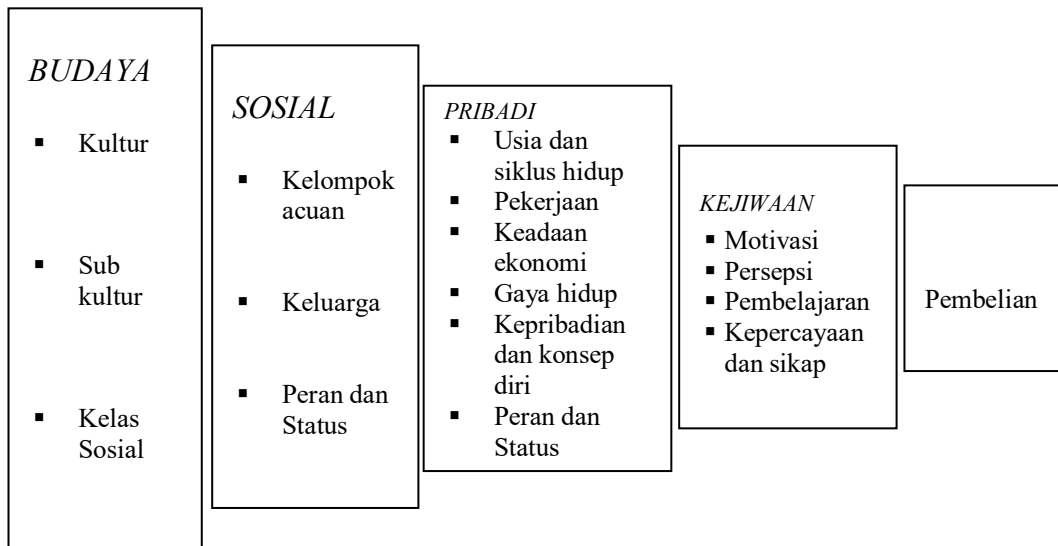 BUDAYA
▪ Kultur
▪ Sub
kultur
▪ Kelas
Sosial
SOSIAL
▪ Kelompok
acuan
▪ Keluarga
▪ Peran dan
Status
PRIBADI
▪ Usia dan
siklus hidup
▪ Pekerjaan
▪ Keadaan
ekonomi
▪ Gaya hidup
▪ Kepribadian
dan konsep
diri
▪ Peran dan
Status
KEJIWAAN
▪ Motivasi
▪ Persepsi
▪ Pembelajaran
▪ Kepercayaan
dan sikap
Pembelian